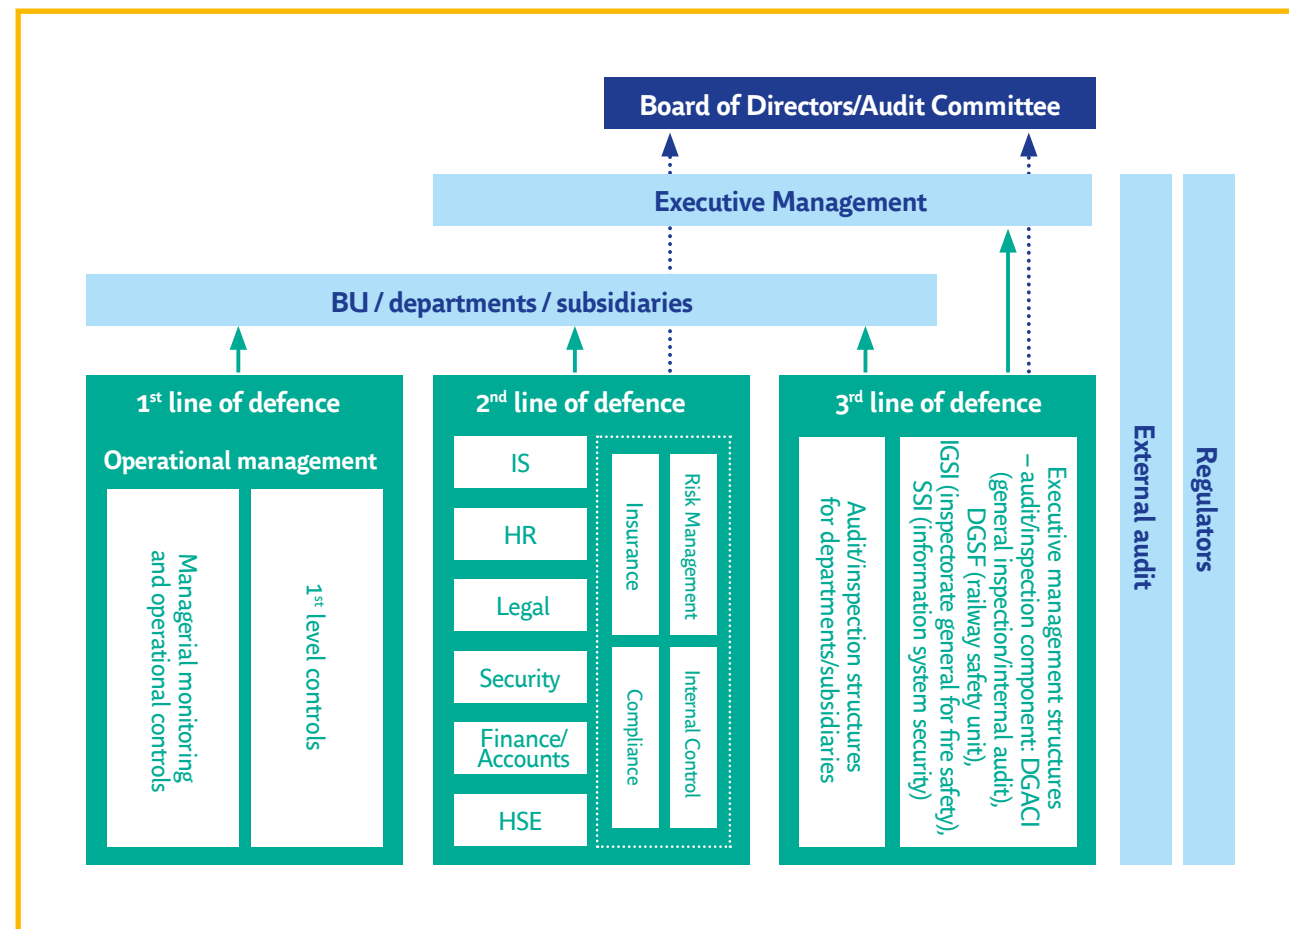 Board of Directors/Audit Committee
Executive Management
BU / departments / subsidiaries
1st line of defence
Operational management
Managerial monitoring
and operational controls
1st level controls
2nd line of defence
IS
HR
Legal
Security
Finance/
Accounts
HSE
Insurance
Risk Management
Compliance
Internal Control
3rd line of defence
Audit/inspection structures
for departments/subsidiaries
Executive management structures
– audit/inspection component: DGACI
(general inspection/internal audit),
DGSF (railway safety unit),
IGSI (inspectorate general for fire safety),
SSI (information system security)
External audit
Regulators